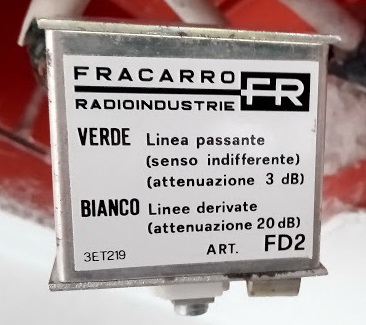 FRACARRO FR
RADIOINDUSTRIE
VERDE Linea passante
(senso indifferente)
(attenuazione 3 dB)
BIANCO Linee derivate
(attenuazione 20 dB)
3ET219 ART. FD2